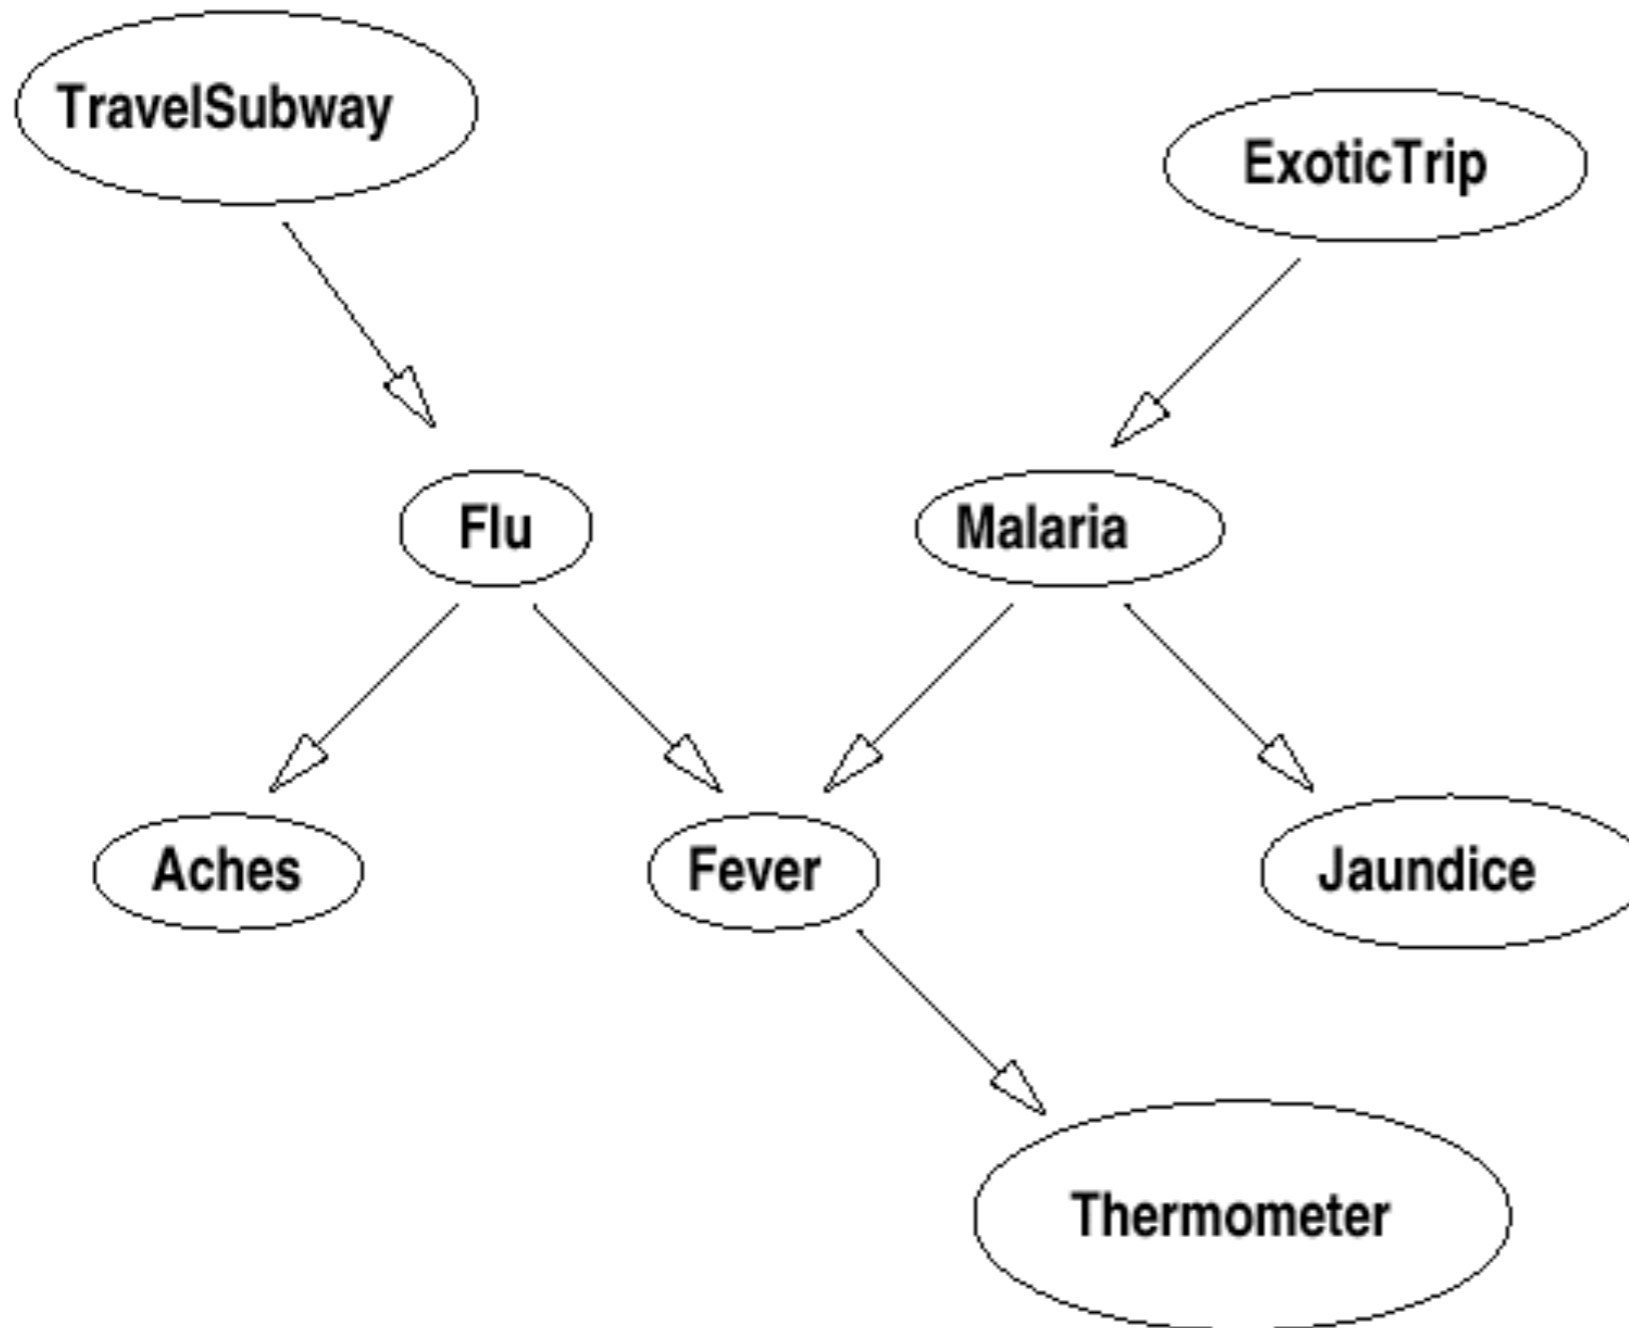 TravelSubway
ExoticTrip
Flu
Malaria
Aches
Fever
Jaundice
Thermometer